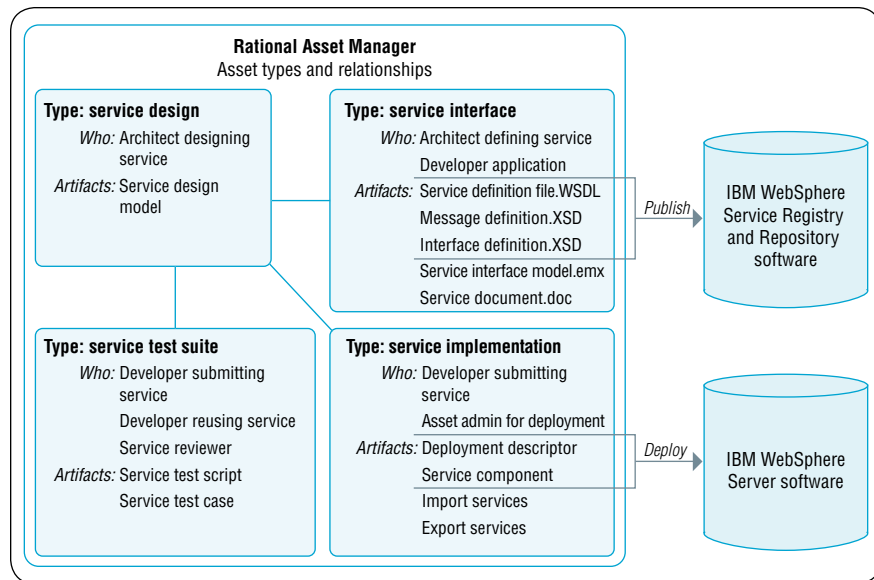 Rational Asset Manager
Asset types and relationships
Type: service design
Who: Architect designing
service
Artifacts: Service design
model
Type: service interface
Who: Architect defining service
Developer application
Artifacts: Service definition file.WSDL
Message definition.XSD
Interface definition.XSD
Service interface model.emx
Service document.doc
Publish
IBM WebSphere
Service Registry
and Repository
software
Type: service test suite
Who: Developer submitting
service
Developer reusing service
Service reviewer
Artifacts: Service test script
Service test case
Type: service implementation
Who: Developer submitting
service
Asset admin for deployment
Artifacts: Deployment descriptor
Service component
Import services
Export services
Deploy
IBM WebSphere
Server software